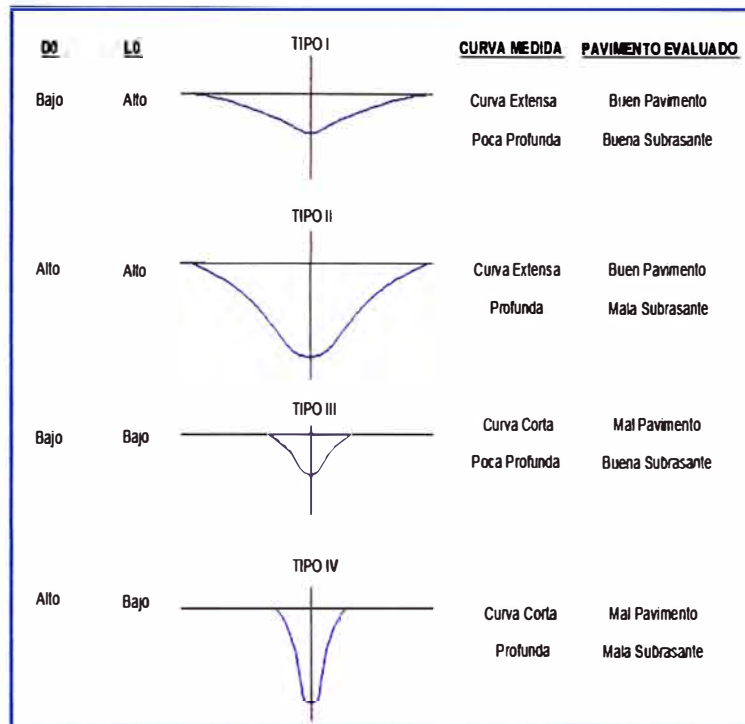 D0 L0 TIPO I CURVA MEDIDA PAVIMENTO EVALUADO
Bajo Alto Curva Extensa Buen Pavimento
Poca Profunda Buena Subrasante
TIPO II
Alto Alto Curva Extensa Buen Pavimento
Profunda Mala Subrasante
TIPO III
Bajo Bajo Curva Corta Mal Pavimento
Poca Profunda Buena Subrasante
TIPO IV
Alto Bajo Curva Corta Mal Pavimento
Profunda Mala Subrasante